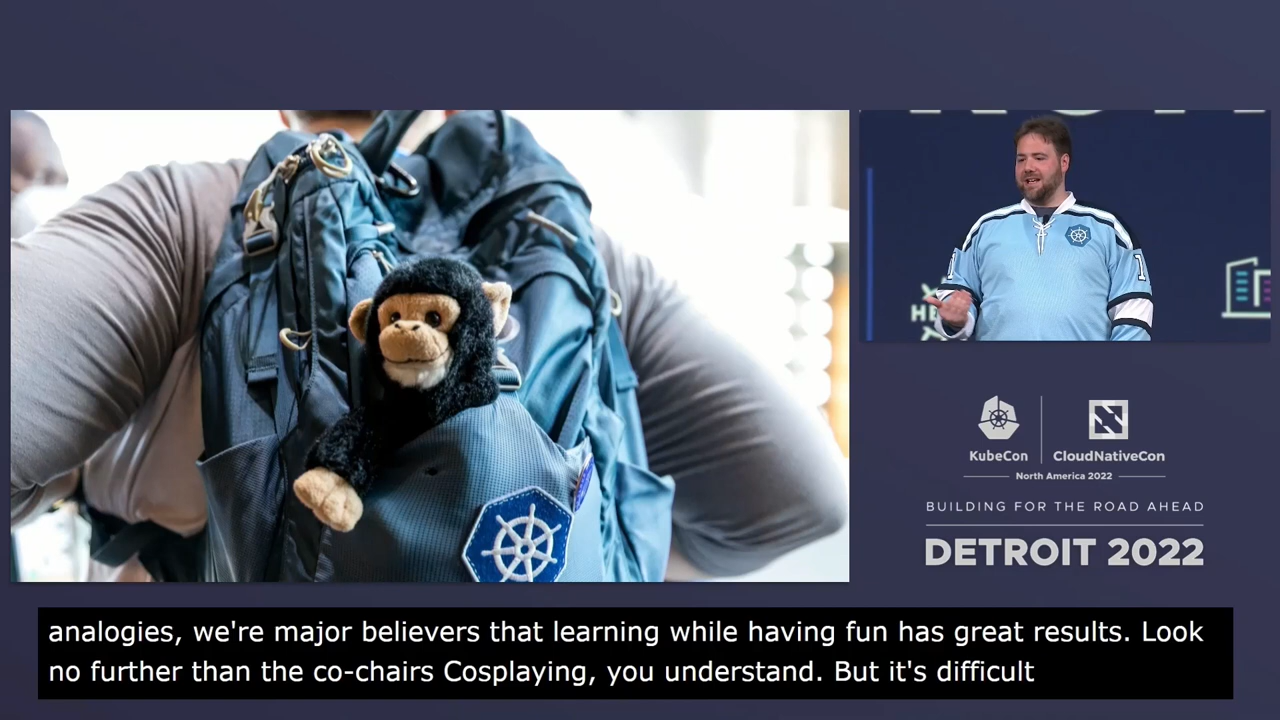 1
1
KubeCon
CloudNativeCon
North America 2022
BUILDING FOR THE ROAD AHEAD
DETROIT 2022
analogies, we're major believers that learning while having fun has great results. Look
no further than the co-chairs Cosplaying, you understand. But it's difficult